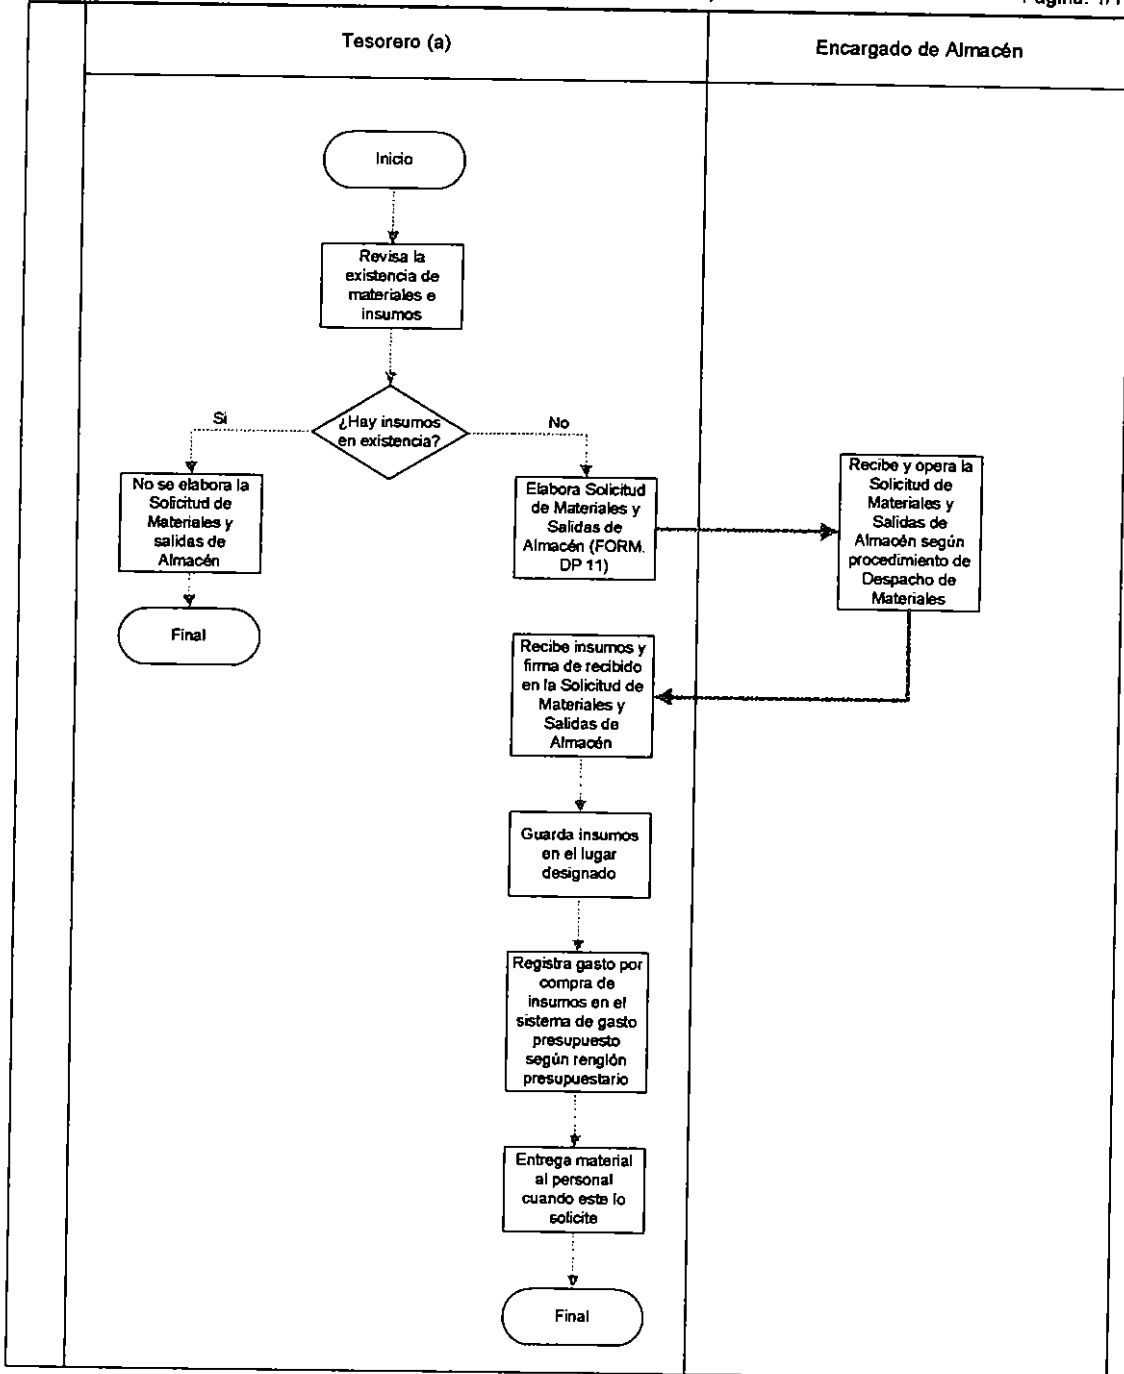 Página: 1/1
Tesorero (a)
Encargado de Almacén
Inicio
Revisa la
existencia de
materiales e
insumos
¿Hay insumos
en existencia?
Si
No
No se elabora la
Solicitud de
Materiales y
salidas de
Almacén
Final
Elabora Solicitud
de Materiales y
Salidas de
Almacén (FORM.
DP 11)
Recibe y opera la
Solicitud de
Materiales y
Salidas de
Almacén según
procedimiento de
Despacho de
Materiales
Recibe insumos y
firma de recibido
en la Solicitud de
Materiales y
Salidas de
Almacén
Guarda insumos
en el lugar
designado
Registra gasto por
compra de
insumos en el
sistema de gasto
presupuesto
según renglón
presupuestario
Entrega material
al personal
cuando este lo
solicite
Final